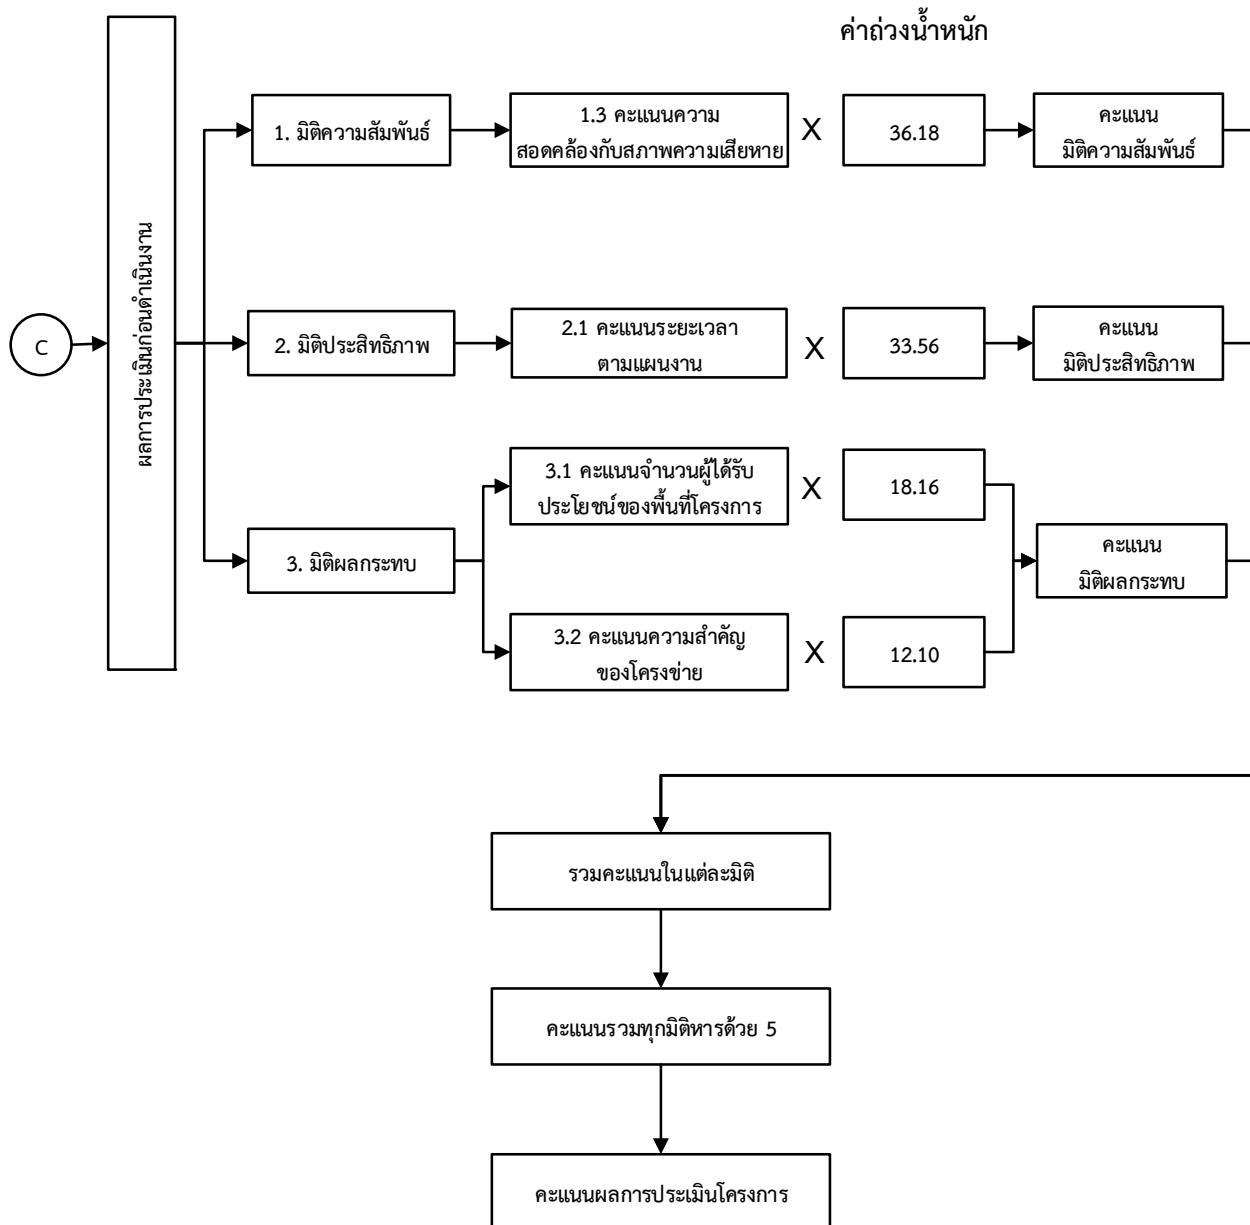 ค่าถ่วงน้ำหนัก
C
ผลการประเมินก่อนดำเนินงาน
1. มิติความสัมพันธ์
1.3 คะแนนความ
สอดคล้องกับสภาพความเสียหาย
X
36.18
คะแนน
มิติความสัมพันธ์
2. มิติประสิทธิภาพ
2.1 คะแนนระยะเวลา
ตามแผนงาน
X
33.56
คะแนน
มิติประสิทธิภาพ
3. มิติผลกระทบ
3.1 คะแนนจำนวนผู้ได้รับ
ประโยชน์ของพื้นที่โครงการ
X
18.16
3.2 คะแนนความสำคัญ
ของโครงข่าย
X
12.10
คะแนน
มิติผลกระทบ
รวมคะแนนในแต่ละมิติ
คะแนนรวมทุกมิติหารด้วย 5
คะแนนผลการประเมินโครงการ